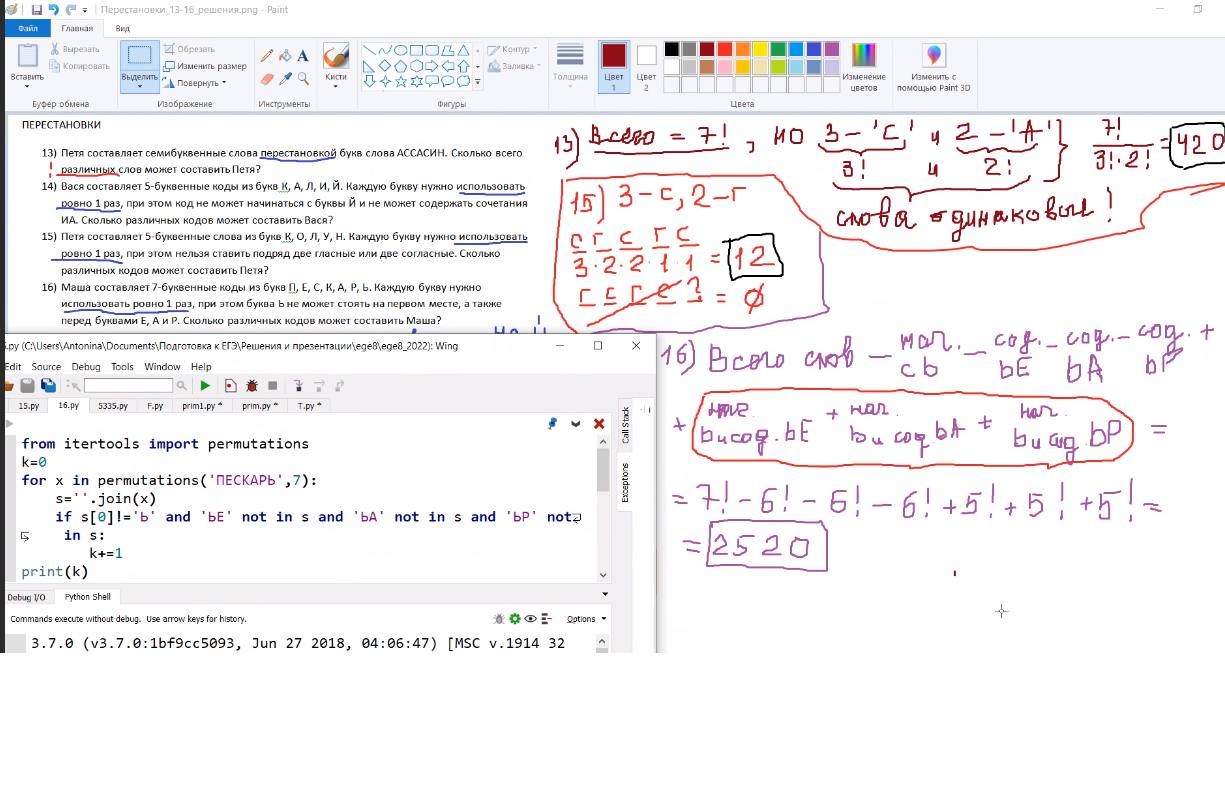 Перестановки_13-16_решения.png - Paint
Файл Главная Вид
Вставить Вырезать Копировать
Выделить Обрезать Изменить размер Повернуть
Кисти
Контур Заливка
Толщина
Цвет 1 Цвет 2
Изменение цветов
Изменить с помощью Paint 3D
Буфер обмена Изображение Инструменты Фигуры Цвета
ПЕРЕСТАНОВКИ
13) Петя составляет семибуквенные слова перестановкой букв слова АССАСИН. Сколько всего
различных слов может составить Петя?
14) Вася составляет 5-буквенные коды из букв К, А, Л, И, Й. Каждую букву нужно использовать
ровно 1 раз, при этом код не может начинаться с буквы Й и не может содержать сочетания
ИА. Сколько различных кодов может составить Вася?
15) Петя составляет 5-буквенные слова из букв К, О, Л, У, Н. Каждую букву нужно использовать
ровно 1 раз, при этом нельзя ставить подряд две гласные или две согласные. Сколько
различных кодов может составить Петя?
16) Маша составляет 7-буквенные коды из букв П, Е, С, К, А, Р, Ь. Каждую букву нужно
использовать ровно 1 раз, при этом буква Ь не может стоять на первом месте, а также
перед буквами Е, А и Р. Сколько различных кодов может составить Маша?
13) Всего = 7!, но 3-'С' и 2-'А' } 7!/3!·2! = 420
3! и 2!
слова одинаковы!
15) 3-с, 2-г
с г с г с
3·2·2·1·1 = 12
г с г с ? = ∅
16) Всего слов - нач. с Ь - сод. ЬЕ - сод. ЬА - сод. ЬР +
+ нач. Ь и сод. ЬЕ + нач. Ь и сод. ЬА + нач. Ь и сод. ЬР =
= 7! - 6! - 6! - 6! - 6! + 5! + 5! + 5! =
= 2520
6.py (C:\Users\Antonina\Documents\Подготовка к ЕГЭ\Решения и презентации\ege8\ege8_2022): Wing
Edit Source Debug Tools Window Help
15.py 16.py 5335.py F.py prim1.py * prim.py * T.py *
from itertools import permutations
k=0
for x in permutations('ПЕСКАРЬ',7):
s=''.join(x)
if s[0]!='Ь' and 'ЬЕ' not in s and 'ЬА' not in s and 'ЬР' not
in s:
k+=1
print(k)
Call Stack
Exceptions
Debug I/O Python Shell
Commands execute without debug. Use arrow keys for history.
Options
3.7.0 (v3.7.0:1bf9cc5093, Jun 27 2018, 04:06:47) [MSC v.1914 32